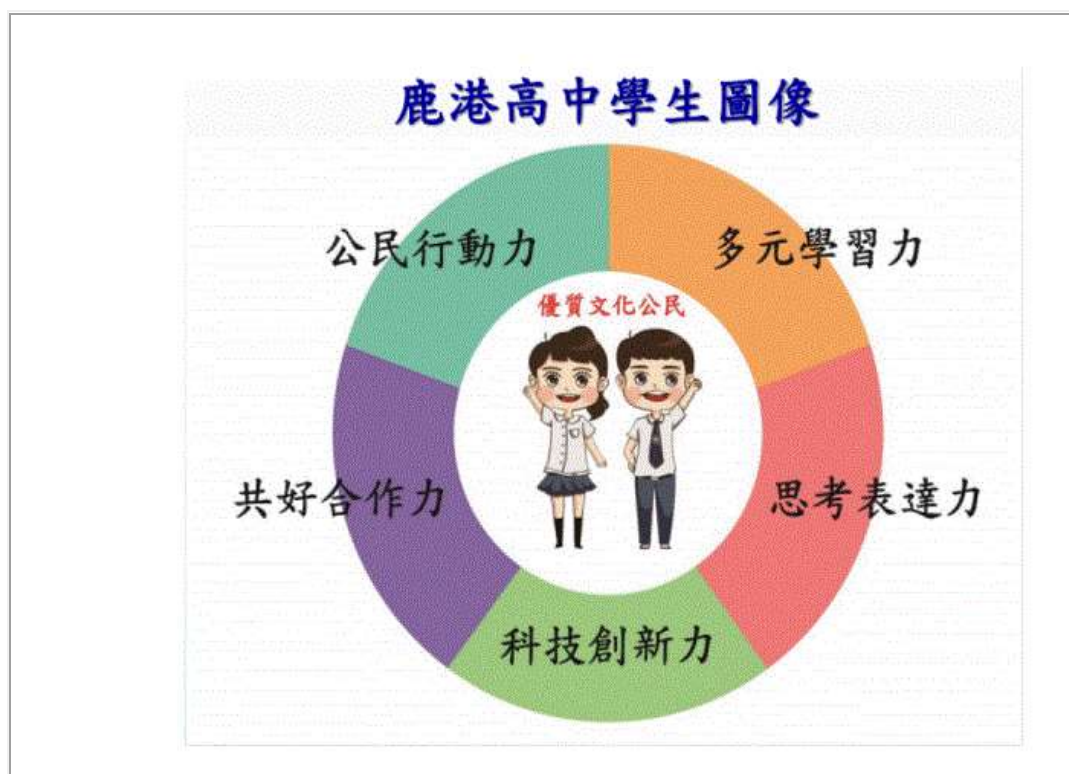 鹿港高中學生圖像
公民行動力
多元學習力
優質文化公民
共好合作力
思考表達力
科技創新力